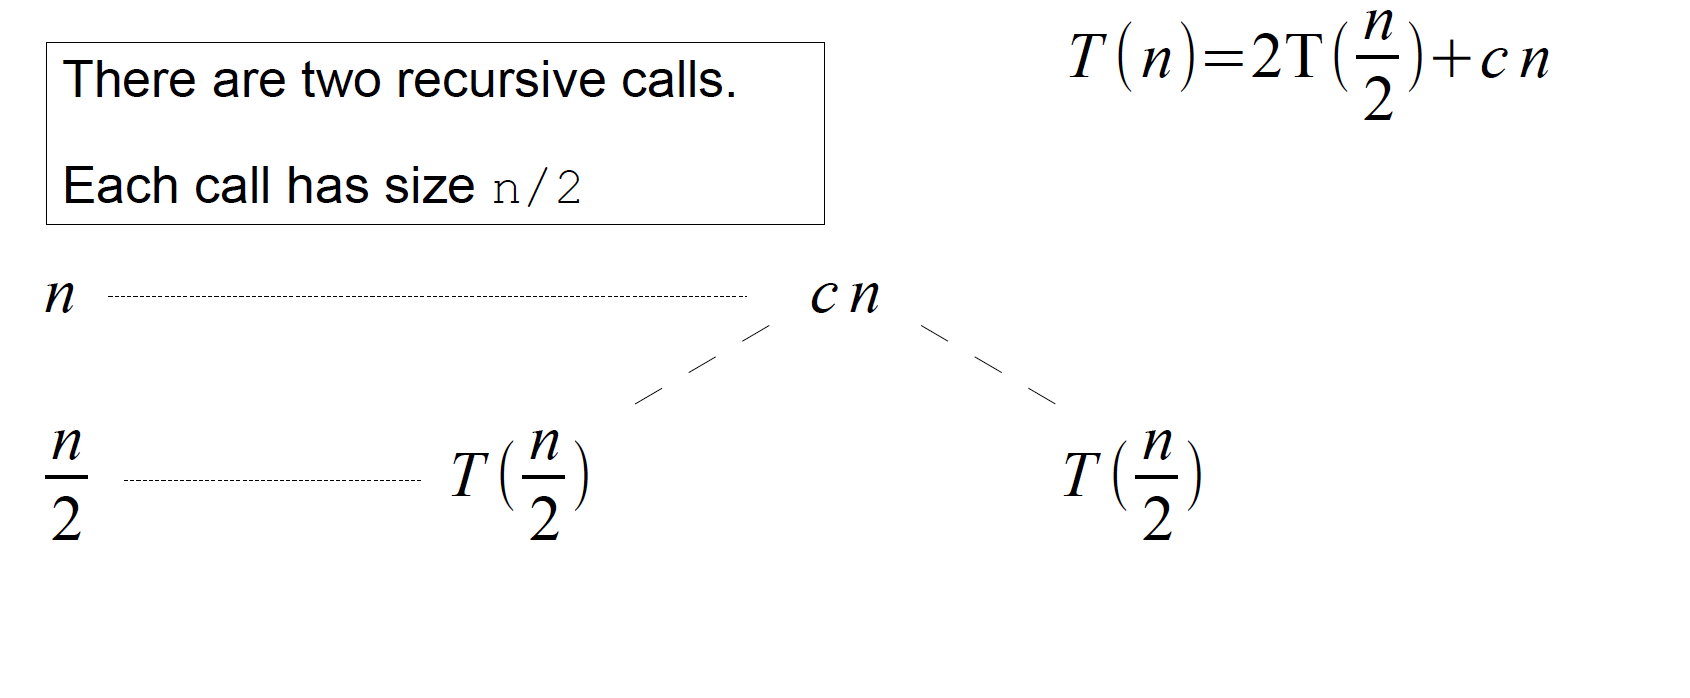 There are two recursive calls.
Each call has size n/2
T(n)=2T(n/2)+cn
n cn
n/2 T(n/2) T(n/2)